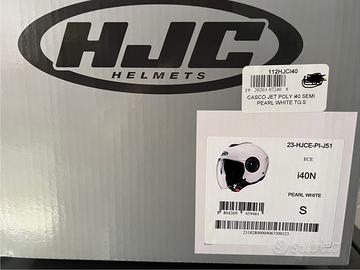 HJC
HELMETS
112HJCI40
CASCO JET POLY i40 SEMI
PEARL WHITE TG.S
23-HJCE-PI-J51
ECE
i40N
PEARL WHITE
S